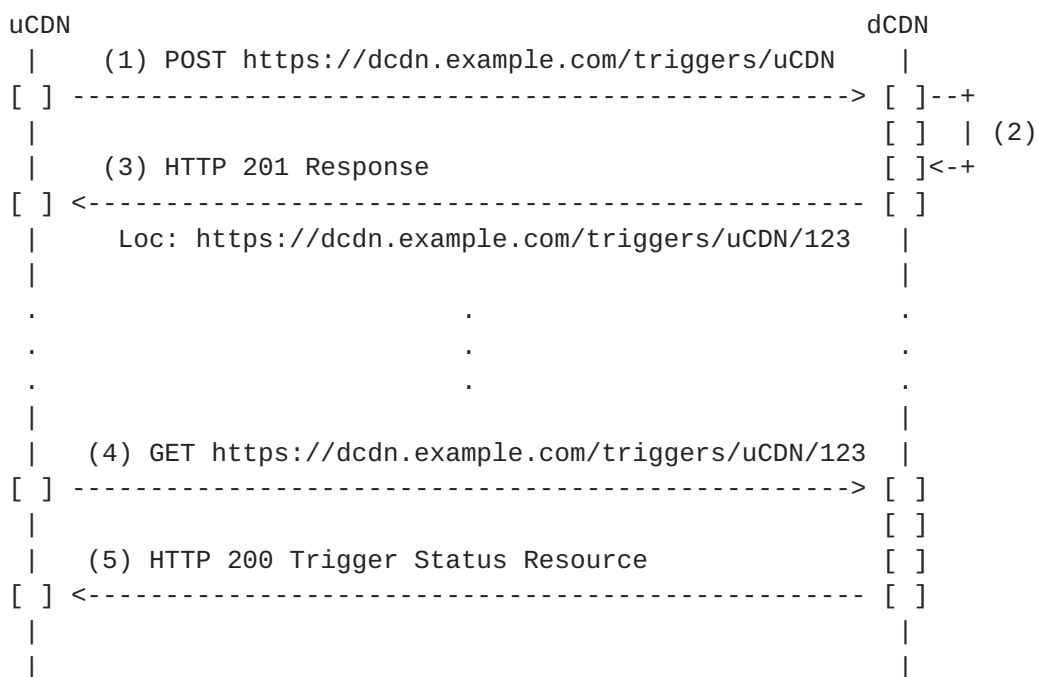 uCDN dCDN
(1) POST https://dcdn.example.com/triggers/uCDN
[ ] --------------------------------------------------> [ ]--+
[ ] | (2)
(3) HTTP 201 Response [ ]<-+
[ ] <-------------------------------------------------- [ ]
Loc: https://dcdn.example.com/triggers/uCDN/123
. . .
. . .
. . .
(4) GET https://dcdn.example.com/triggers/uCDN/123
[ ] --------------------------------------------------> [ ]
[ ]
(5) HTTP 200 Trigger Status Resource [ ]
[ ] <-------------------------------------------------- [ ]